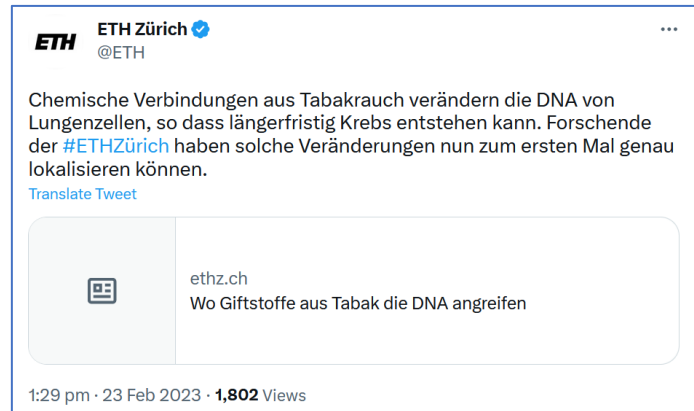 ETH
ETH Zürich
@ETH
Chemische Verbindungen aus Tabakrauch verändern die DNA von
Lungenzellen, so dass längerfristig Krebs entstehen kann. Forschende
der #ETHZürich haben solche Veränderungen nun zum ersten Mal genau
lokalisieren können.
Translate Tweet
ethz.ch
Wo Giftstoffe aus Tabak die DNA angreifen
1:29 pm · 23 Feb 2023 · 1,802 Views